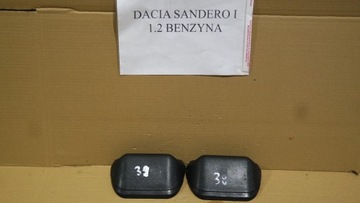 DACIA SANDERO I
1.2 BENZYNA
38 38